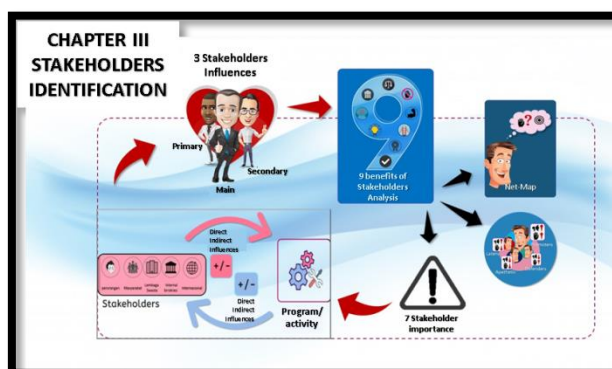 CHAPTER III
STAKEHOLDERS
IDENTIFICATION
3 Stakeholders
Influences
Primary
Secondary
Main
9 benefits of
Stakeholders
Analysis
Net-Map
Direct
Indirect
Influences
+/-
+/-
Direct
Indirect
Influences
Stakeholders
Program/
activity
7 Stakeholder
importance